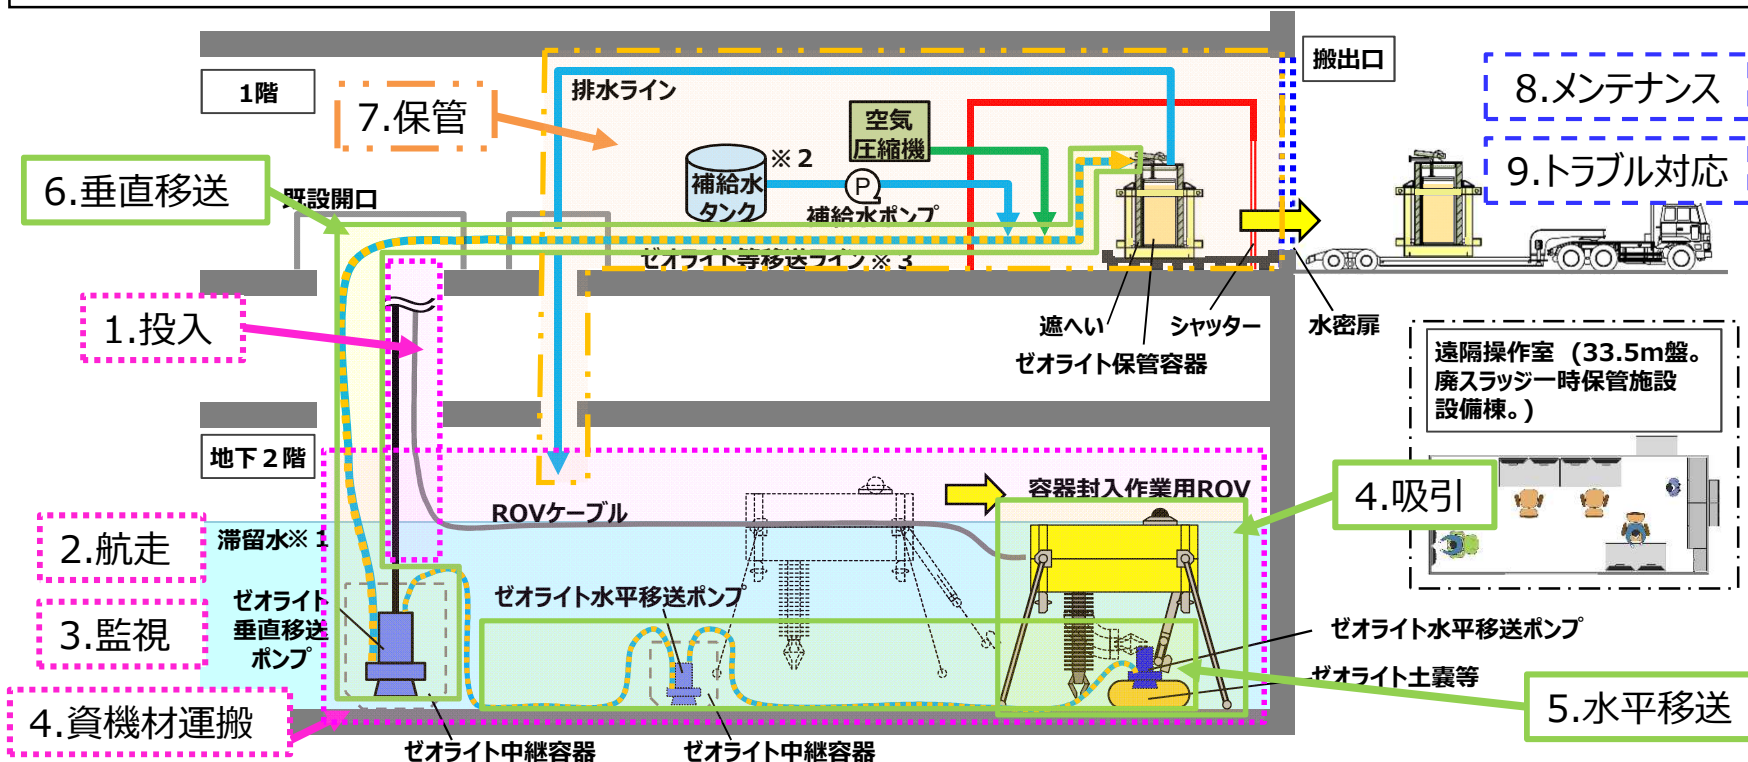 搬出口
1階
排水ライン
8.メンテナンス
7.保管
空気
圧縮機
※２
補給水
タンク
P
補給水ポンプ
9.トラブル対応
6.垂直移送
既設開口
ゼオライト等移送ライン※３
1.投入
遮へい
シャッター
水密扉
ゼオライト保管容器
遠隔操作室（33.5m盤。
廃スラッジ一時保管施設
設備棟。)
地下２階
ROVケーブル
容器封入作業用ROV
4.吸引
2.航走
滞留水※１
3.監視
ゼオライト
垂直移送
ポンプ
ゼオライト水平移送ポンプ
ゼオライト水平移送ポンプ
ゼオライト土嚢等
5.水平移送
4.資機材運搬
ゼオライト中継容器
ゼオライト中継容器